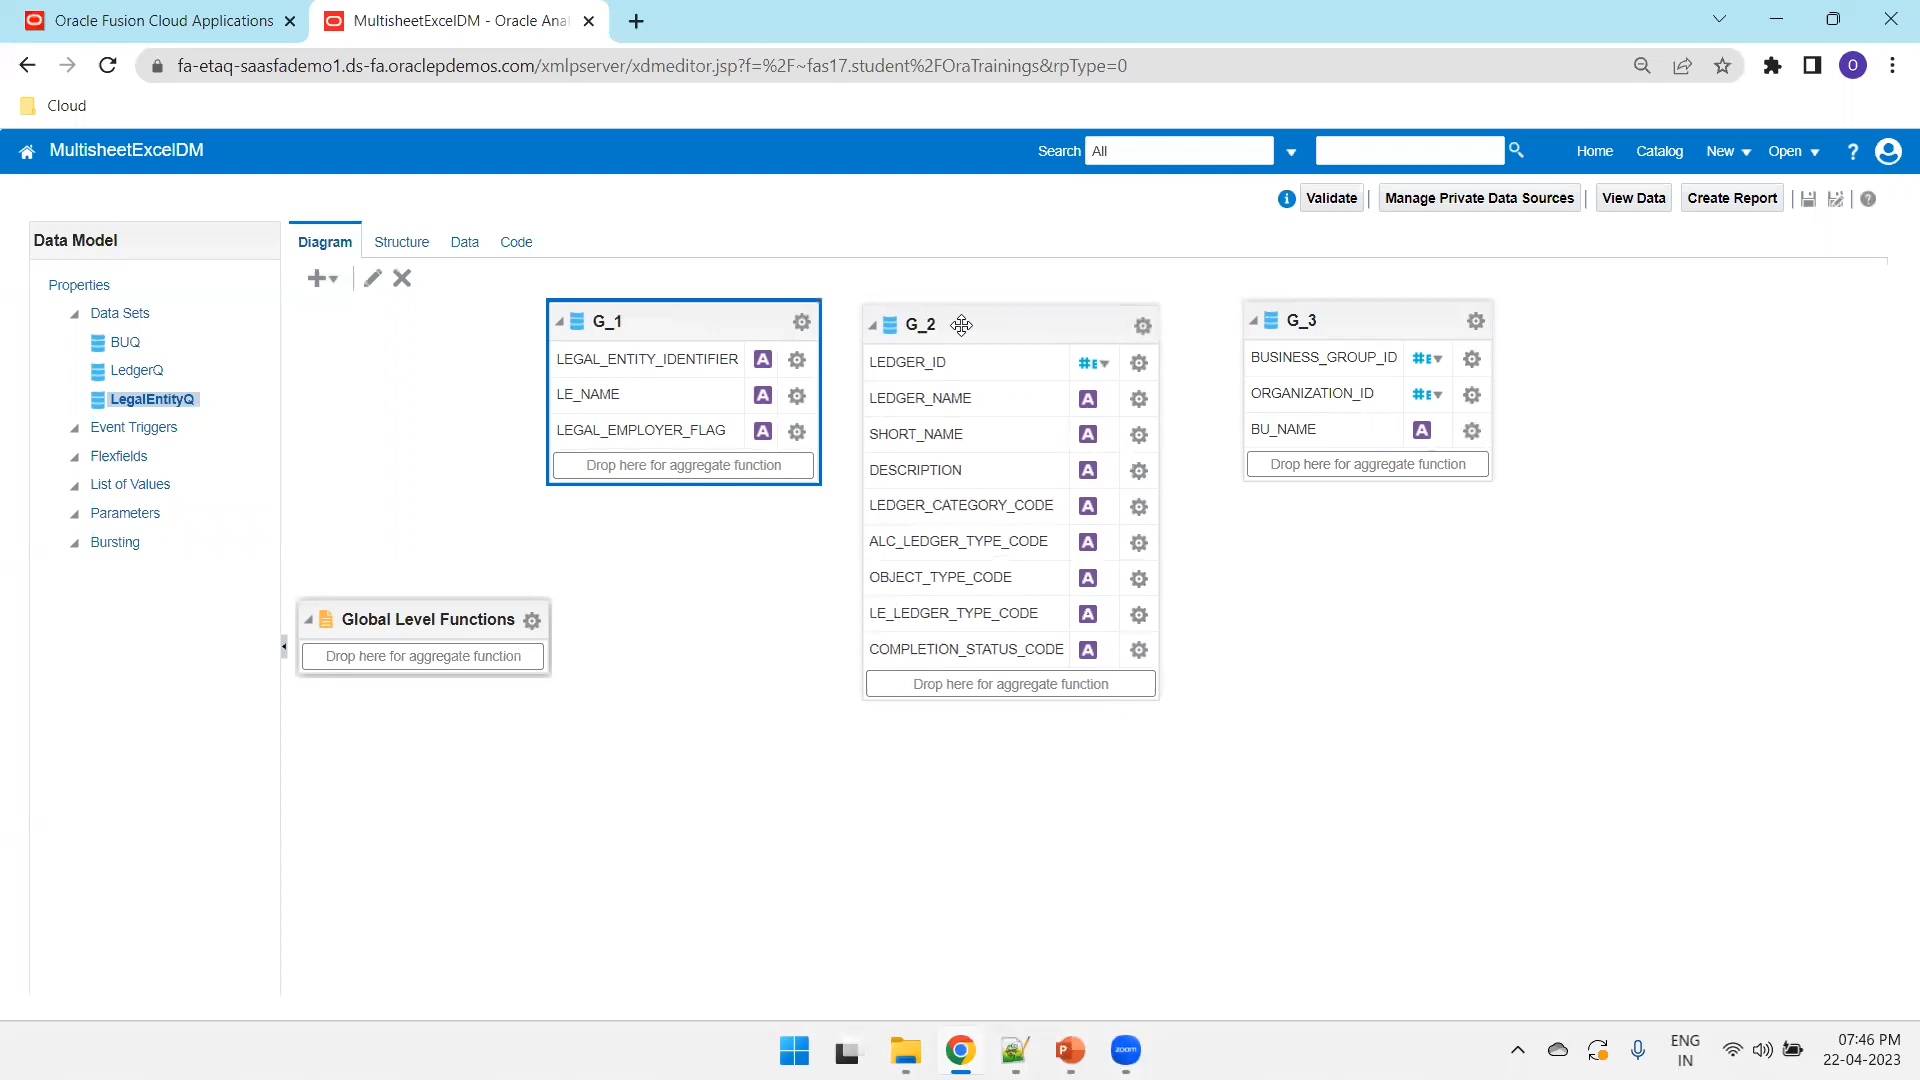 Oracle Fusion Cloud Applications
MultisheetExcelDM - Oracle Ana
fa-etaq-saasfademo1.ds-fa.oraclepdemos.com/xmlpserver/xdmeditor.jsp?f=%2F~fas17.student%2FOraTrainings&rpType=0
O
Cloud
MultisheetExcelDM
Search All
Home Catalog New Open ?
Validate Manage Private Data Sources View Data Create Report
Data Model
Diagram Structure Data Code
Properties
Data Sets
BUQ
LedgerQ
LegalEntityQ
Event Triggers
Flexfields
List of Values
Parameters
Bursting
G_1
LEGAL_ENTITY_IDENTIFIER A
LE_NAME A
LEGAL_EMPLOYER_FLAG A
Drop here for aggregate function
G_2
LEDGER_ID
LEDGER_NAME A
SHORT_NAME A
DESCRIPTION A
LEDGER_CATEGORY_CODE A
ALC_LEDGER_TYPE_CODE A
OBJECT_TYPE_CODE A
LE_LEDGER_TYPE_CODE A
COMPLETION_STATUS_CODE A
Drop here for aggregate function
G_3
BUSINESS_GROUP_ID
ORGANIZATION_ID
BU_NAME A
Drop here for aggregate function
Global Level Functions
Drop here for aggregate function
zoom
ENG
IN
07:46 PM
22-04-2023